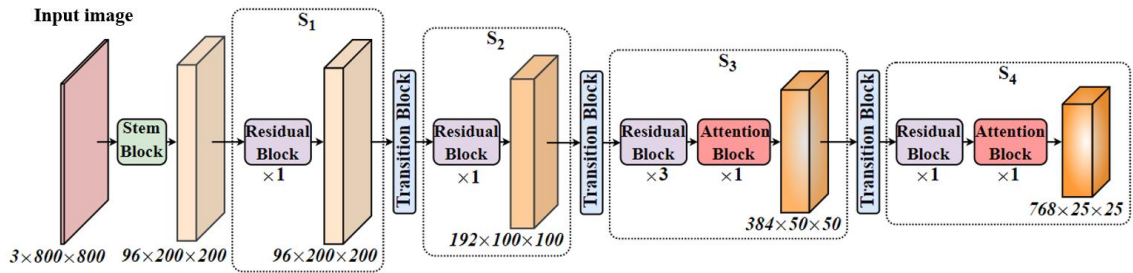 Input image
3×800×800
Stem
Block
96×200×200
S1
Residual
Block
×1
96×200×200
Transition Block
S2
Residual
Block
×1
192×100×100
Transition Block
S3
Residual
Block
×3
Attention
Block
×1
384×50×50
Transition Block
S4
Residual
Block
×1
Attention
Block
×1
768×25×25